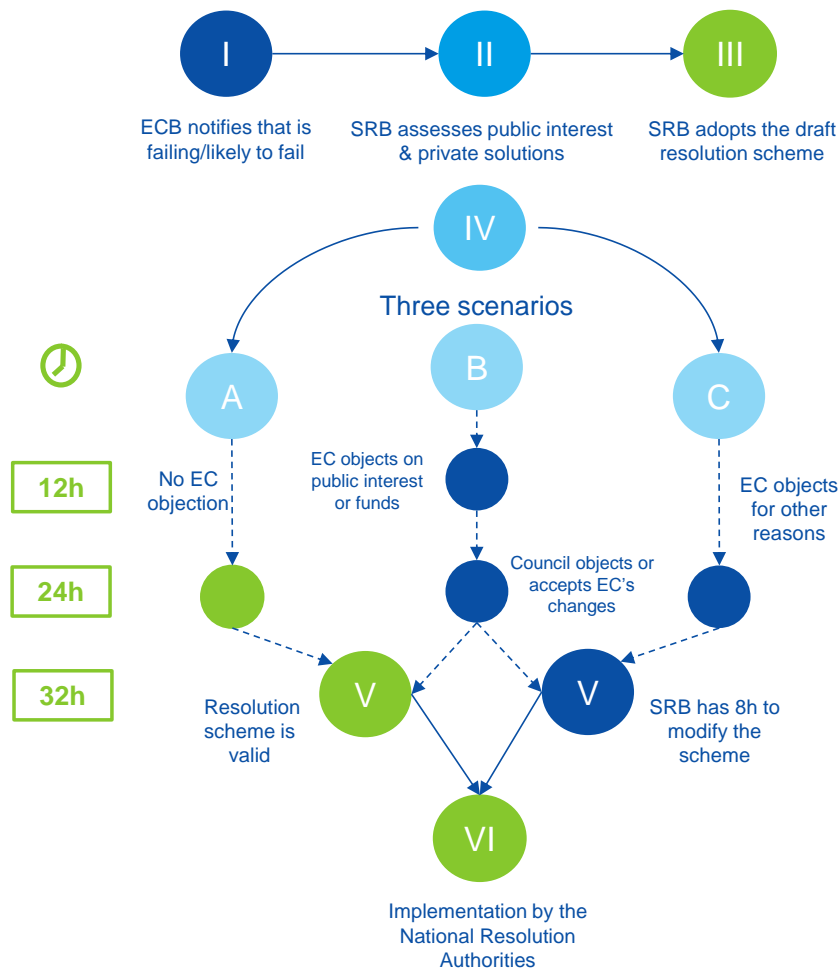 I
II
III
ECB notifies that is
failing/likely to fail
SRB assesses public interest
& private solutions
SRB adopts the draft
resolution scheme
IV
Three scenarios
A
B
C
12h
No EC
objection
EC objects on
public interest
or funds
EC objects
for other
reasons
24h
Council objects or
accepts EC's
changes
32h
V
V
Resolution
scheme is
valid
SRB has 8h to
modify the
scheme
VI
Implementation by the
National Resolution
Authorities